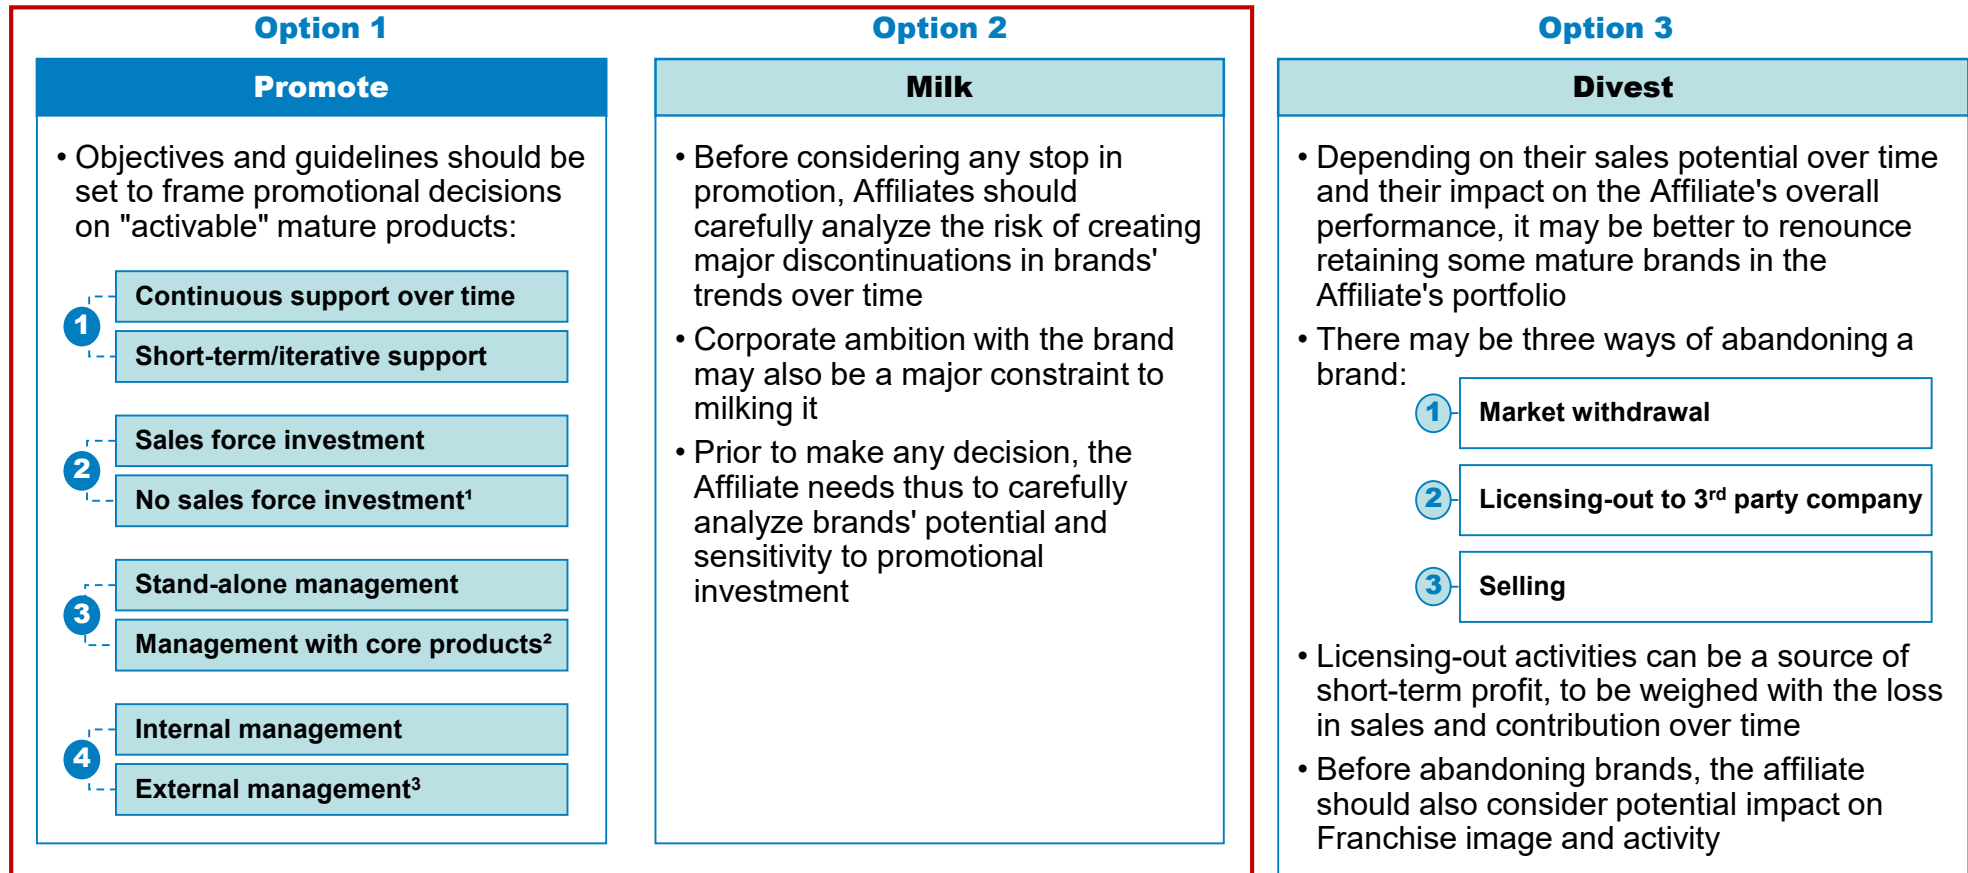 Option 1
Promote
• Objectives and guidelines should be
set to frame promotional decisions
on "activable" mature products:
1
Continuous support over time
Short-term/iterative support
2
Sales force investment
No sales force investment¹
3
Stand-alone management
Management with core products²
4
Internal management
External management³
Option 2
Milk
• Before considering any stop in
promotion, Affiliates should
carefully analyze the risk of creating
major discontinuations in brands'
trends over time
• Corporate ambition with the brand
may also be a major constraint to
milking it
• Prior to make any decision, the
Affiliate needs thus to carefully
analyze brands' potential and
sensitivity to promotional
investment
Option 3
Divest
• Depending on their sales potential over time
and their impact on the Affiliate's overall
performance, it may be better to renounce
retaining some mature brands in the
Affiliate's portfolio
• There may be three ways of abandoning a
brand:
1 Market withdrawal
2 Licensing-out to 3rd party company
3 Selling
• Licensing-out activities can be a source of
short-term profit, to be weighed with the loss
in sales and contribution over time
• Before abandoning brands, the affiliate
should also consider potential impact on
Franchise image and activity